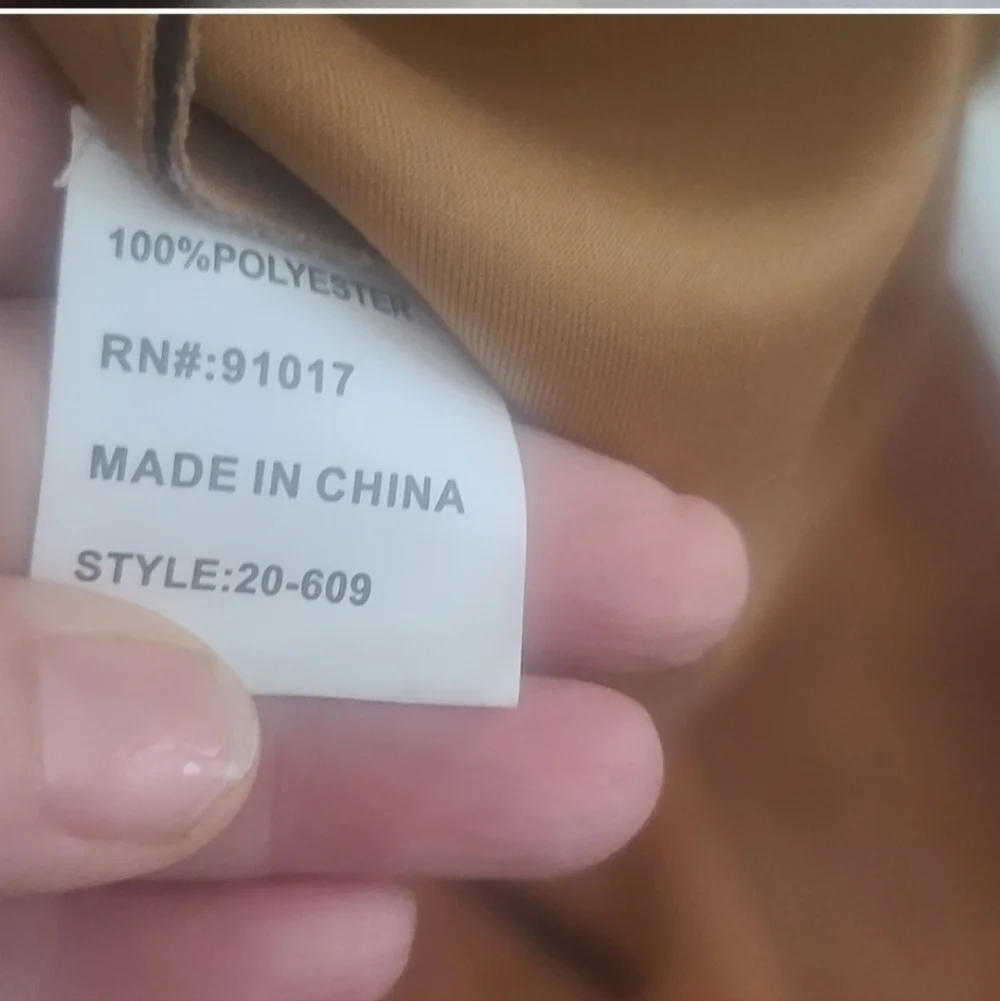 100%POLYESTER
RN#:91017
MADE IN CHINA
STYLE:20-609